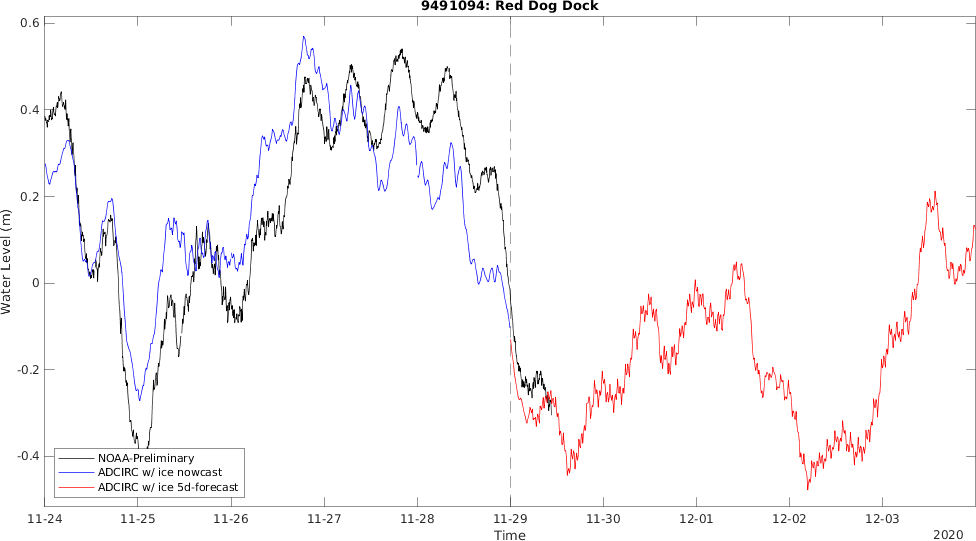 9491094: Red Dog Dock
0.6
0.4
0.2
0
-0.2
-0.4
Water Level (m)
NOAA-Preliminary
ADCIRC w/ ice nowcast
ADCIRC w/ ice 5d-forecast
11-24 11-25 11-26 11-27 11-28 11-29 11-30 12-01 12-02 12-03
Time
2020